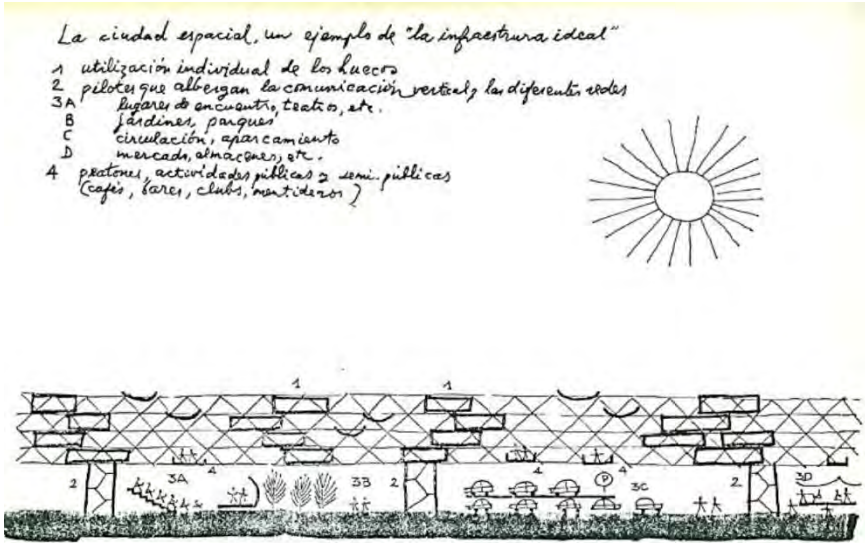 La ciudad espacial, un ejemplo de "la infraestrura ideal"
1 utilización individual de los huecos
2 pilotes que albergan la comunicación vertical y las diferentes redes
3A lugares de encuentro, teatros, etc.
B jardines, parques
C circulación, aparcamiento
D mercado, almacenes, etc.
4 peatones, actividades públicas y semi-públicas
(cafés, bares, clubs, mentideros)
1 1
4 4 4
2 3A 3B 2 P 3C 2 3D